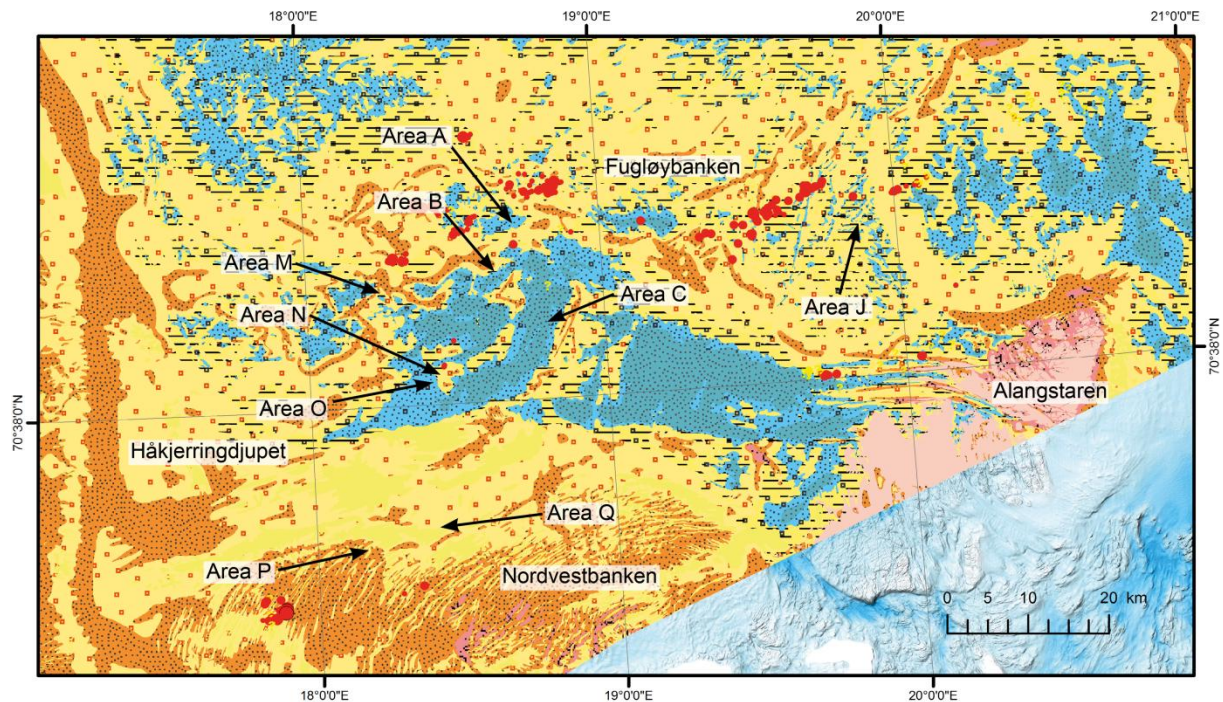 18°0'0"E 19°0'0"E 20°0'0"E 21°0'0"E
Area A
Fugløybanken
Area B
Area M
Area C
Area N
Area J
70°38'0"N
Alangstaren
Area O
70°38'0"N
Håkjerringdjupet
Area Q
Area P
Nordvestbanken
0 5 10 20 km
18°0'0"E 19°0'0"E 20°0'0"E